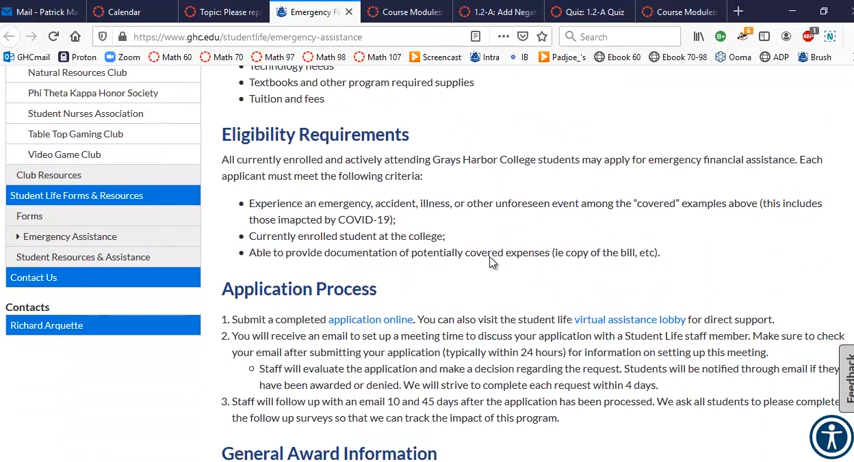 Mail - Patrick Ma
Calendar
Topic: Please rep
Emergency Fi
Course Modules
1.2-A: Add Nega
Quiz: 1.2-A Quiz
Course Modules
https://www.ghc.edu/studentlife/emergency-assistance
Search
GHCmail
Proton
Zoom
Math 60
Math 70
Math 97
Math 98
Math 107
Screencast
Intra
IB
Padjoe_'s
Ebook 60
Ebook 70-98
Ooma
ADP
Brush
Natural Resources Club
Phi Theta Kappa Honor Society
Student Nurses Association
Table Top Gaming Club
Video Game Club
Club Resources
Student Life Forms & Resources
Forms
Emergency Assistance
Student Resources & Assistance
Contact Us
Contacts
Richard Arquette
Technology needs
• Textbooks and other program required supplies
• Tuition and fees
Eligibility Requirements
All currently enrolled and actively attending Grays Harbor College students may apply for emergency financial assistance. Each
applicant must meet the following criteria:
• Experience an emergency, accident, illness, or other unforeseen event among the "covered" examples above (this includes
those imapcted by COVID-19);
• Currently enrolled student at the college;
• Able to provide documentation of potentially covered expenses (ie copy of the bill, etc).
Application Process
1. Submit a completed application online. You can also visit the student life virtual assistance lobby for direct support.
2. You will receive an email to set up a meeting time to discuss your application with a Student Life staff member. Make sure to check
your email after submitting your application (typically within 24 hours) for information on setting up this meeting.
Staff will evaluate the application and make a decision regarding the request. Students will be notified through email if they
have been awarded or denied. We will strive to complete each request within 4 days.
3. Staff will follow up with an email 10 and 45 days after the application has been processed. We ask all students to please complete
the follow up surveys so that we can track the impact of this program.
General Award Information
Feedback